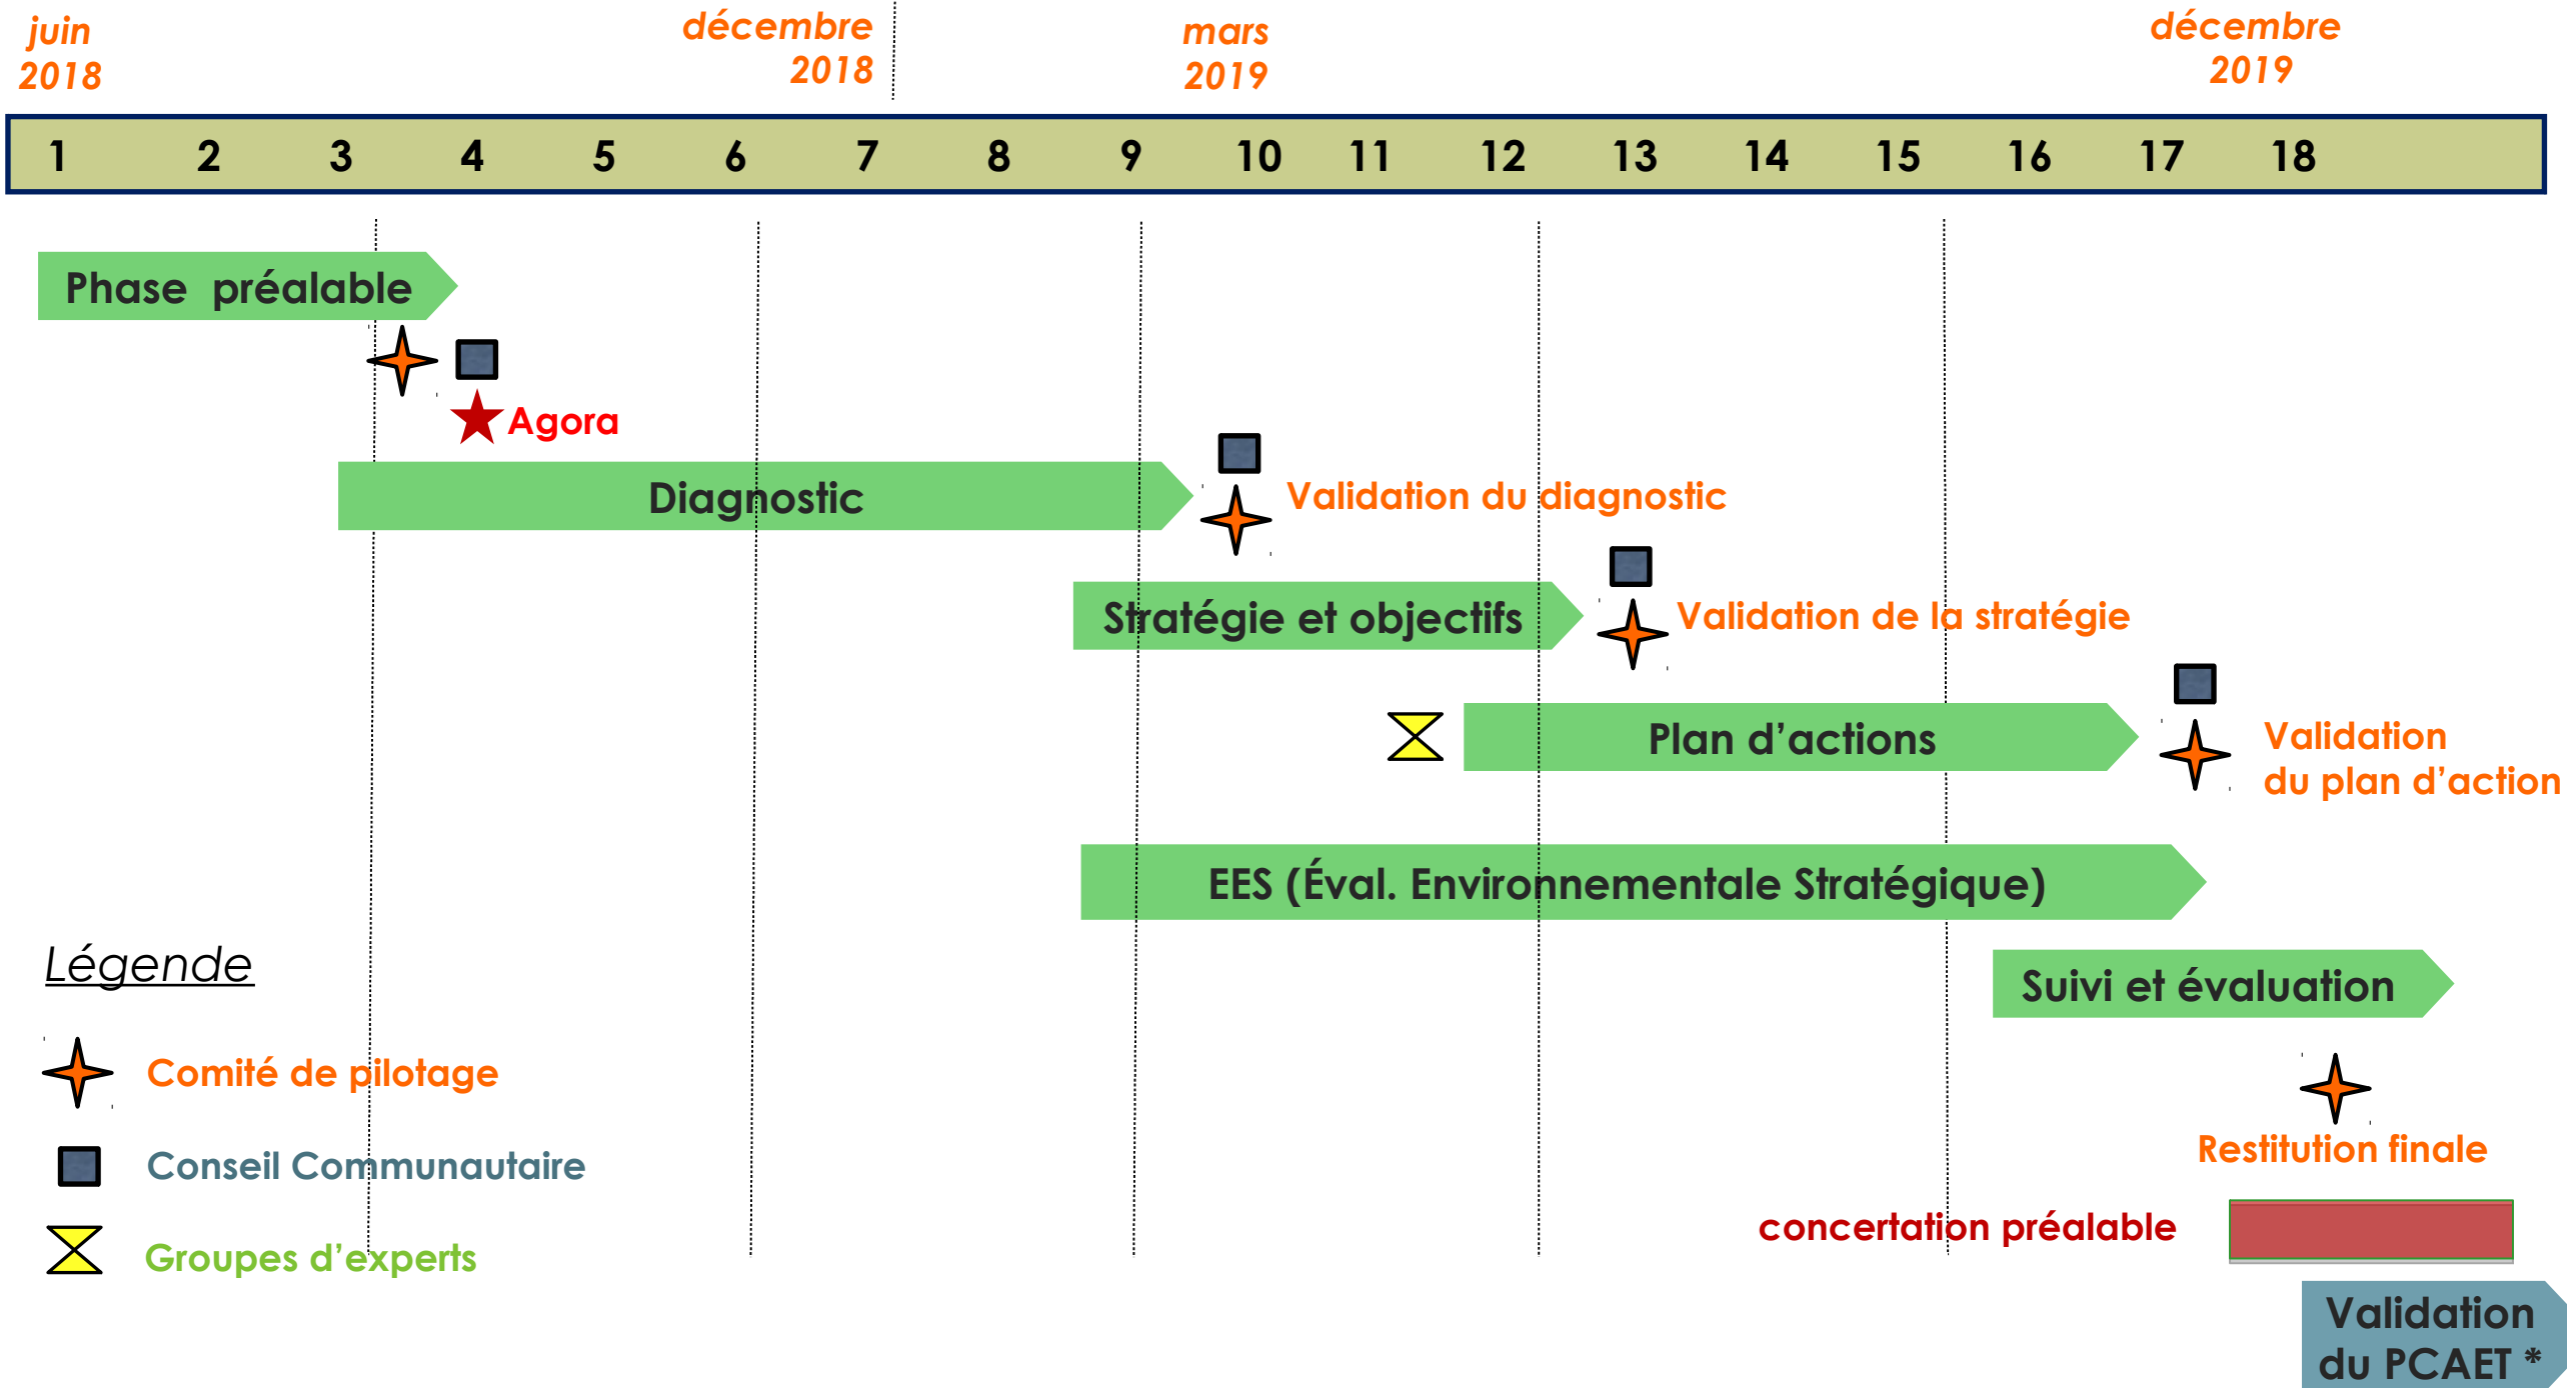 juin
2018
décembre
2018
mars
2019
décembre
2019
1 2 3 4 5 6 7 8 9 10 11 12 13 14 15 16 17 18
Phase préalable
Agora
Diagnostic
Validation du diagnostic
Stratégie et objectifs
Validation de la stratégie
Plan d’actions
Validation
du plan d’action
EES (Éval. Environnementale Stratégique)
Légende
Suivi et évaluation
Comité de pilotage
Restitution finale
Conseil Communautaire
concertation préalable
Groupes d’experts
Validation
du PCAET *